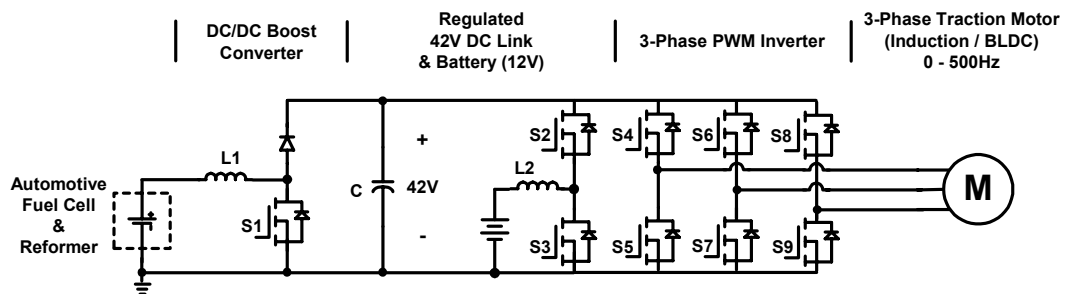 DC/DC Boost
Converter
Regulated
42V DC Link
& Battery (12V)
3-Phase PWM Inverter
3-Phase Traction Motor
(Induction / BLDC)
0 - 500Hz
S2
S4
S6
S8
L1
L2
+
C
42V
-
Automotive
Fuel Cell
&
Reformer
+
S1
S3
S5
S7
S9
M